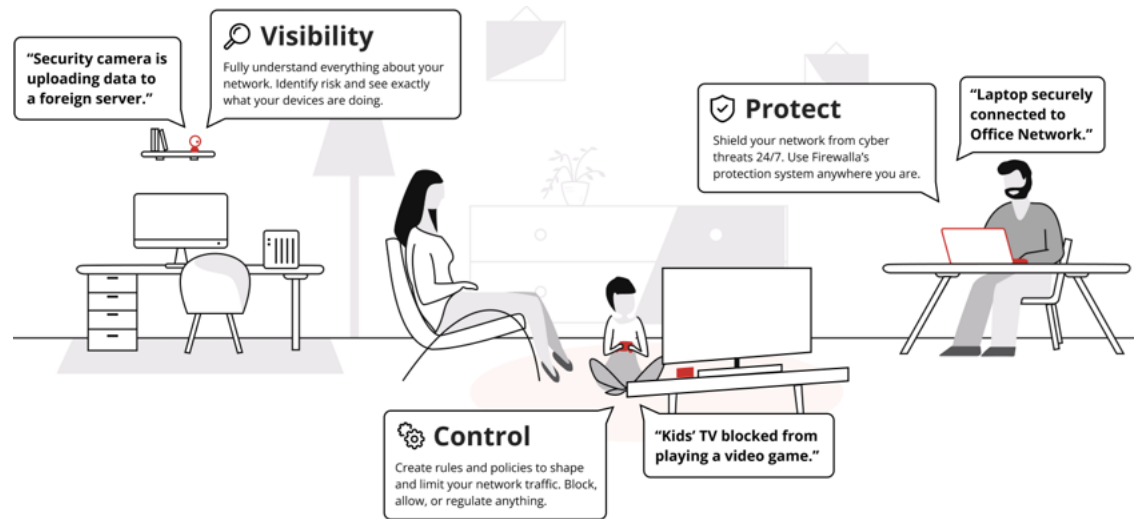 “Security camera is
uploading data to
a foreign server.”
Visibility
Fully understand everything about your
network. Identify risk and see exactly
what your devices are doing.
Protect
Shield your network from cyber
threats 24/7. Use Firewalla’s
protection system anywhere you are.
“Laptop securely
connected to
Office Network.”
Control
Create rules and policies to shape
and limit your network traffic. Block,
allow, or regulate anything.
“Kids’ TV blocked from
playing a video game.”